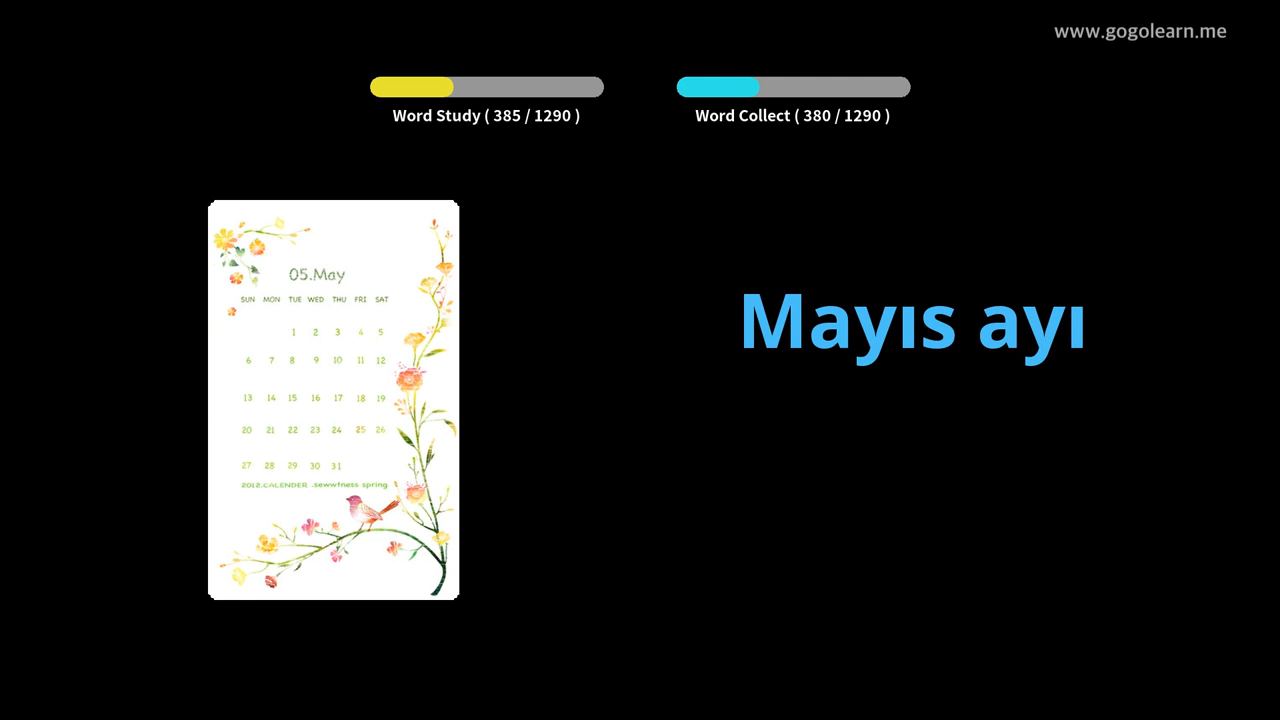 www.gogolearn.me
Word Study ( 385 / 1290 )
Word Collect ( 380 / 1290 )
05.May
SUN MON TUE WED THU FRI SAT
1 2 3 4 5
6 7 8 9 10 11 12
13 14 15 16 17 18 19
20 21 22 23 24 25 26
27 28 29 30 31
2012.CALENDER .sewwtness spring
Mayıs ayı